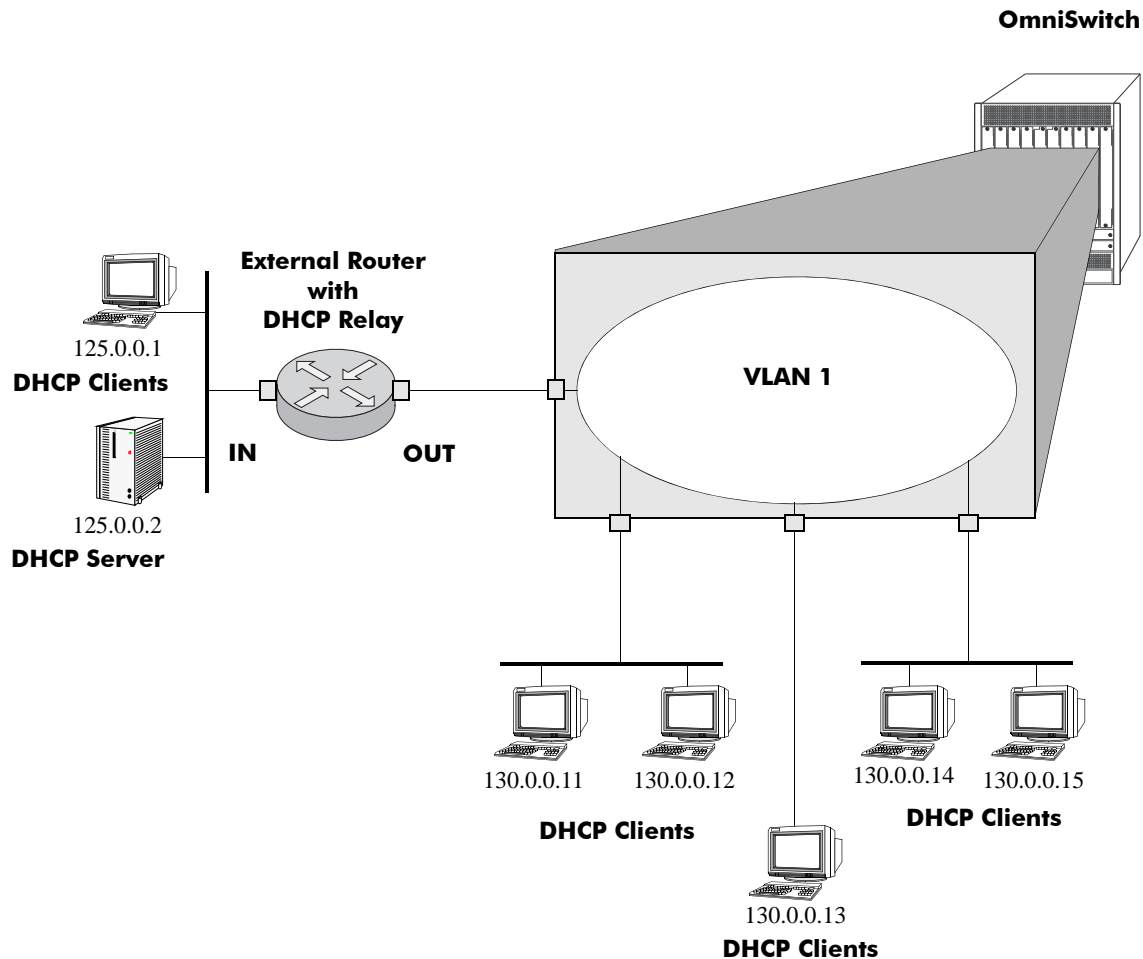 OmniSwitch
External Router
with
DHCP Relay
125.0.0.1
DHCP Clients
VLAN 1
IN
OUT
125.0.0.2
DHCP Server
130.0.0.11
130.0.0.12
DHCP Clients
130.0.0.14
130.0.0.15
DHCP Clients
130.0.0.13
DHCP Clients